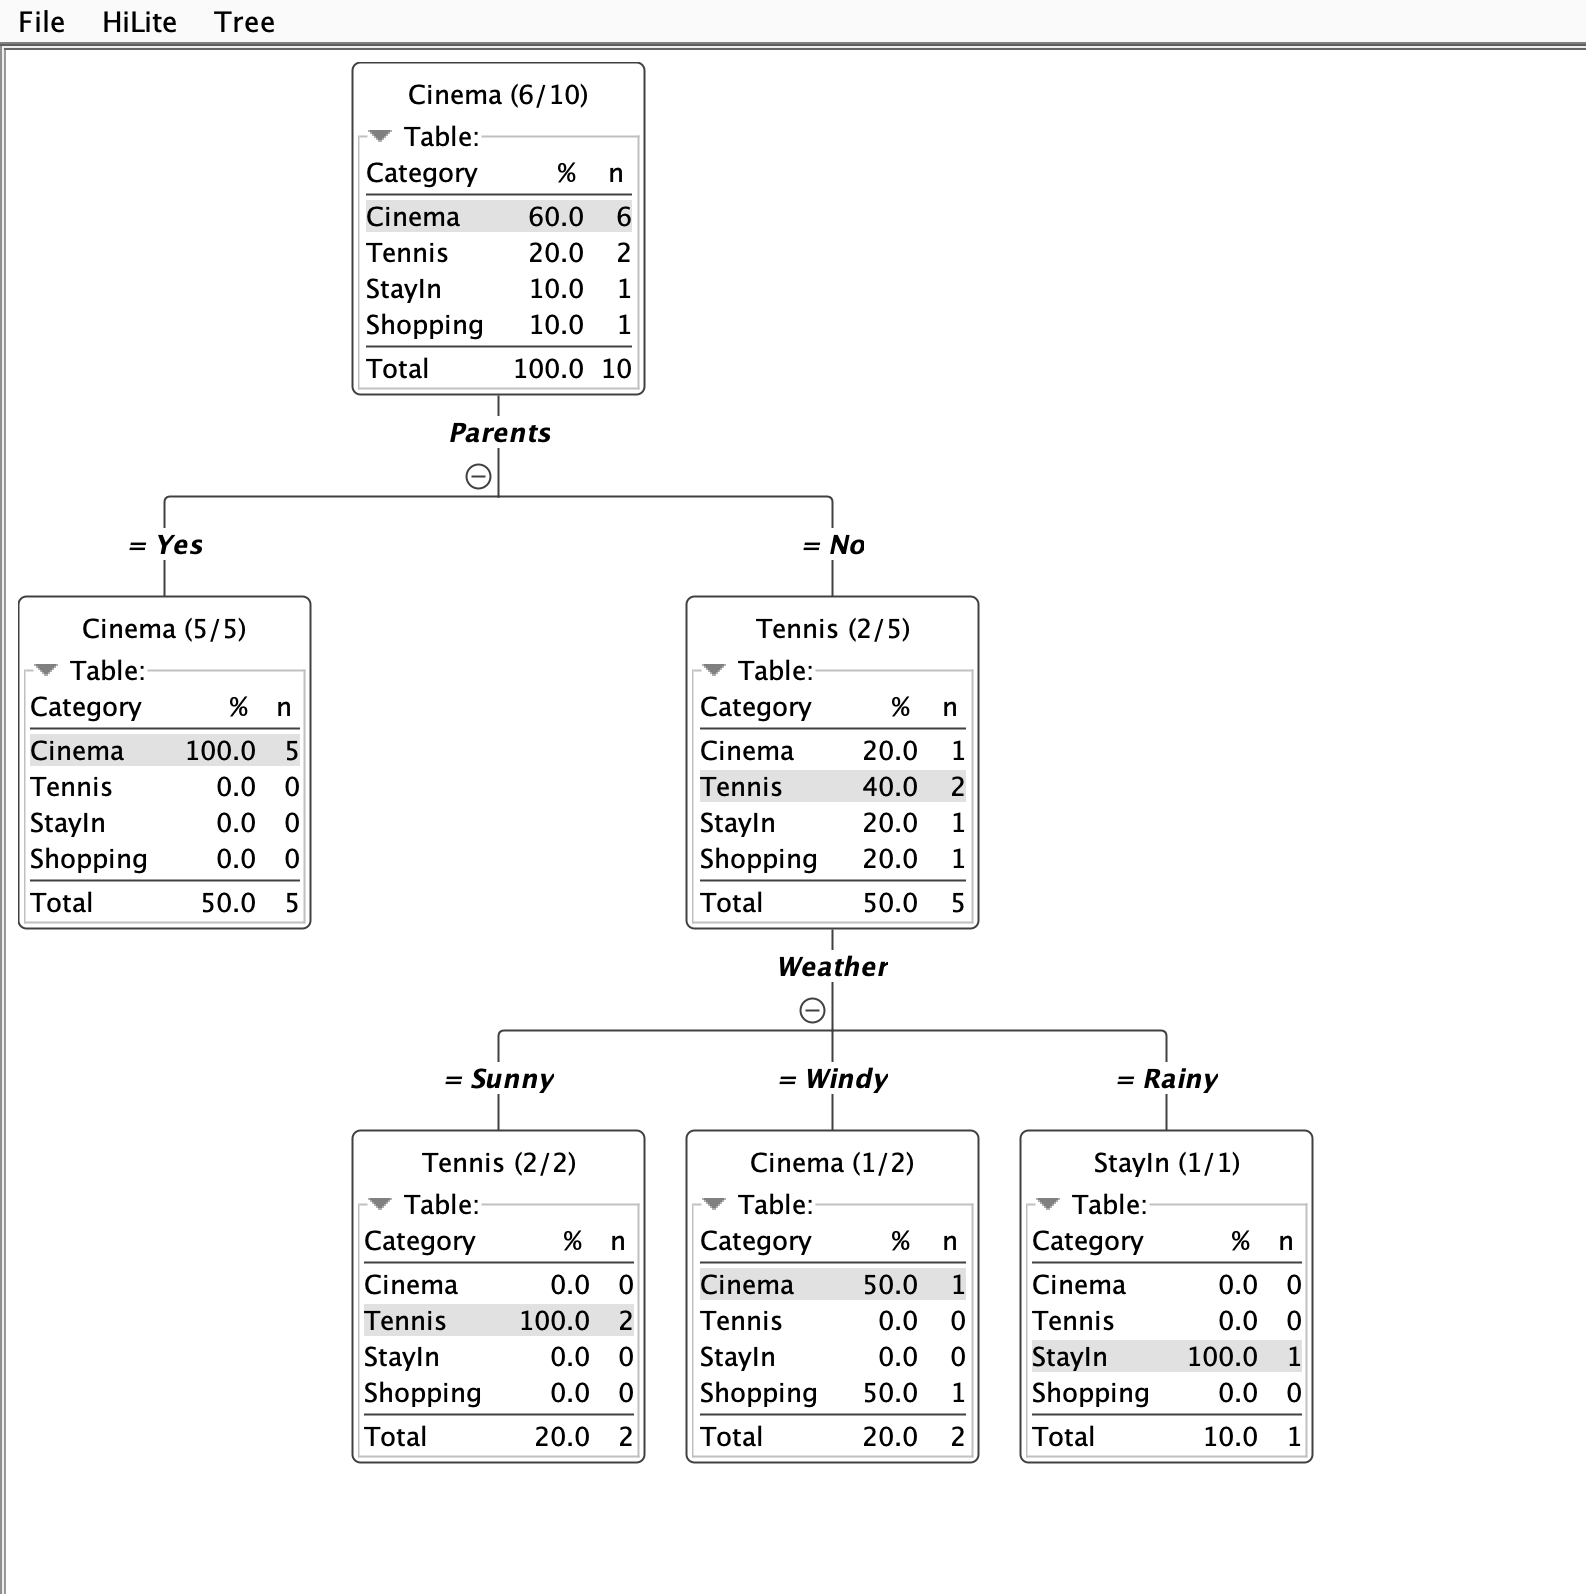 File HiLite Tree
Cinema (6/10)
Table:
Category % n
Cinema 60.0 6
Tennis 20.0 2
StayIn 10.0 1
Shopping 10.0 1
Total 100.0 10
Parents
= Yes
= No
Cinema (5/5)
Table:
Category % n
Cinema 100.0 5
Tennis 0.0 0
StayIn 0.0 0
Shopping 0.0 0
Total 50.0 5
Tennis (2/5)
Table:
Category % n
Cinema 20.0 1
Tennis 40.0 2
StayIn 20.0 1
Shopping 20.0 1
Total 50.0 5
Weather
= Sunny
= Windy
= Rainy
Tennis (2/2)
Table:
Category % n
Cinema 0.0 0
Tennis 100.0 2
StayIn 0.0 0
Shopping 0.0 0
Total 20.0 2
Cinema (1/2)
Table:
Category % n
Cinema 50.0 1
Tennis 0.0 0
StayIn 0.0 0
Shopping 50.0 1
Total 20.0 2
StayIn (1/1)
Table:
Category % n
Cinema 0.0 0
Tennis 0.0 0
StayIn 100.0 1
Shopping 0.0 0
Total 10.0 1